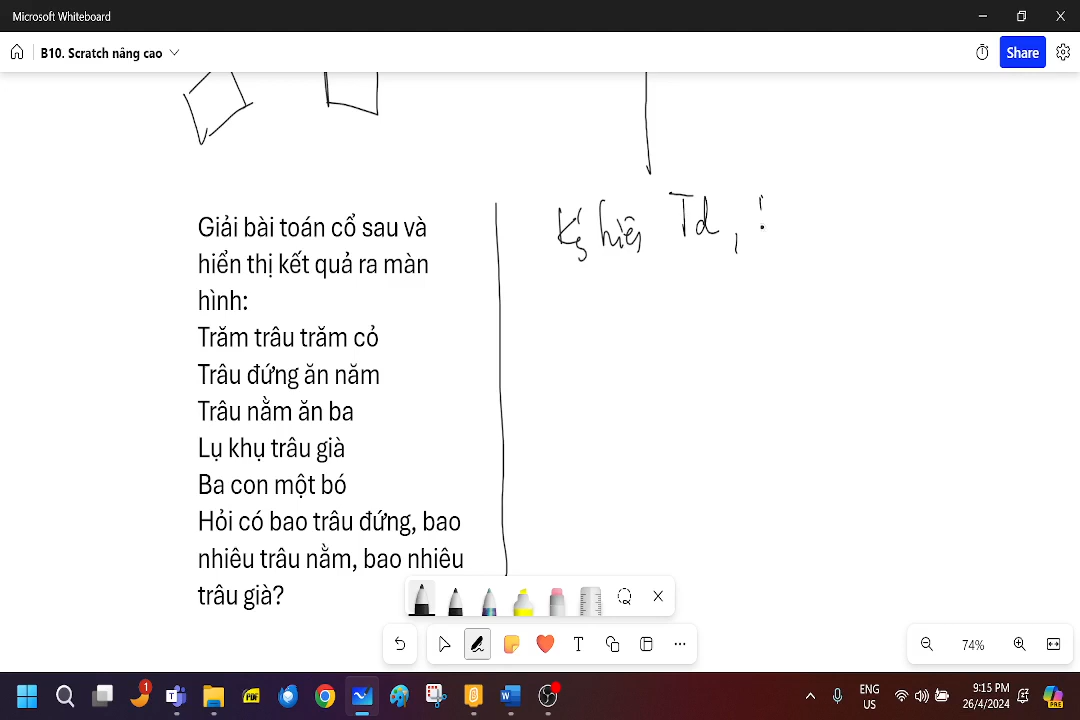 Microsoft Whiteboard
B10. Scratch nâng cao
Share
Giải bài toán cổ sau và
hiển thị kết quả ra màn
hình:
Trăm trâu trăm cỏ
Trâu đứng ăn năm
Trâu nằm ăn ba
Lụ khụ trâu già
Ba con một bó
Hỏi có bao trâu đứng, bao
nhiêu trâu nằm, bao nhiêu
trâu già?
Ký hiệu Td,
74%
1
PDF
ENG
US
9:15 PM
26/4/2024
PRE